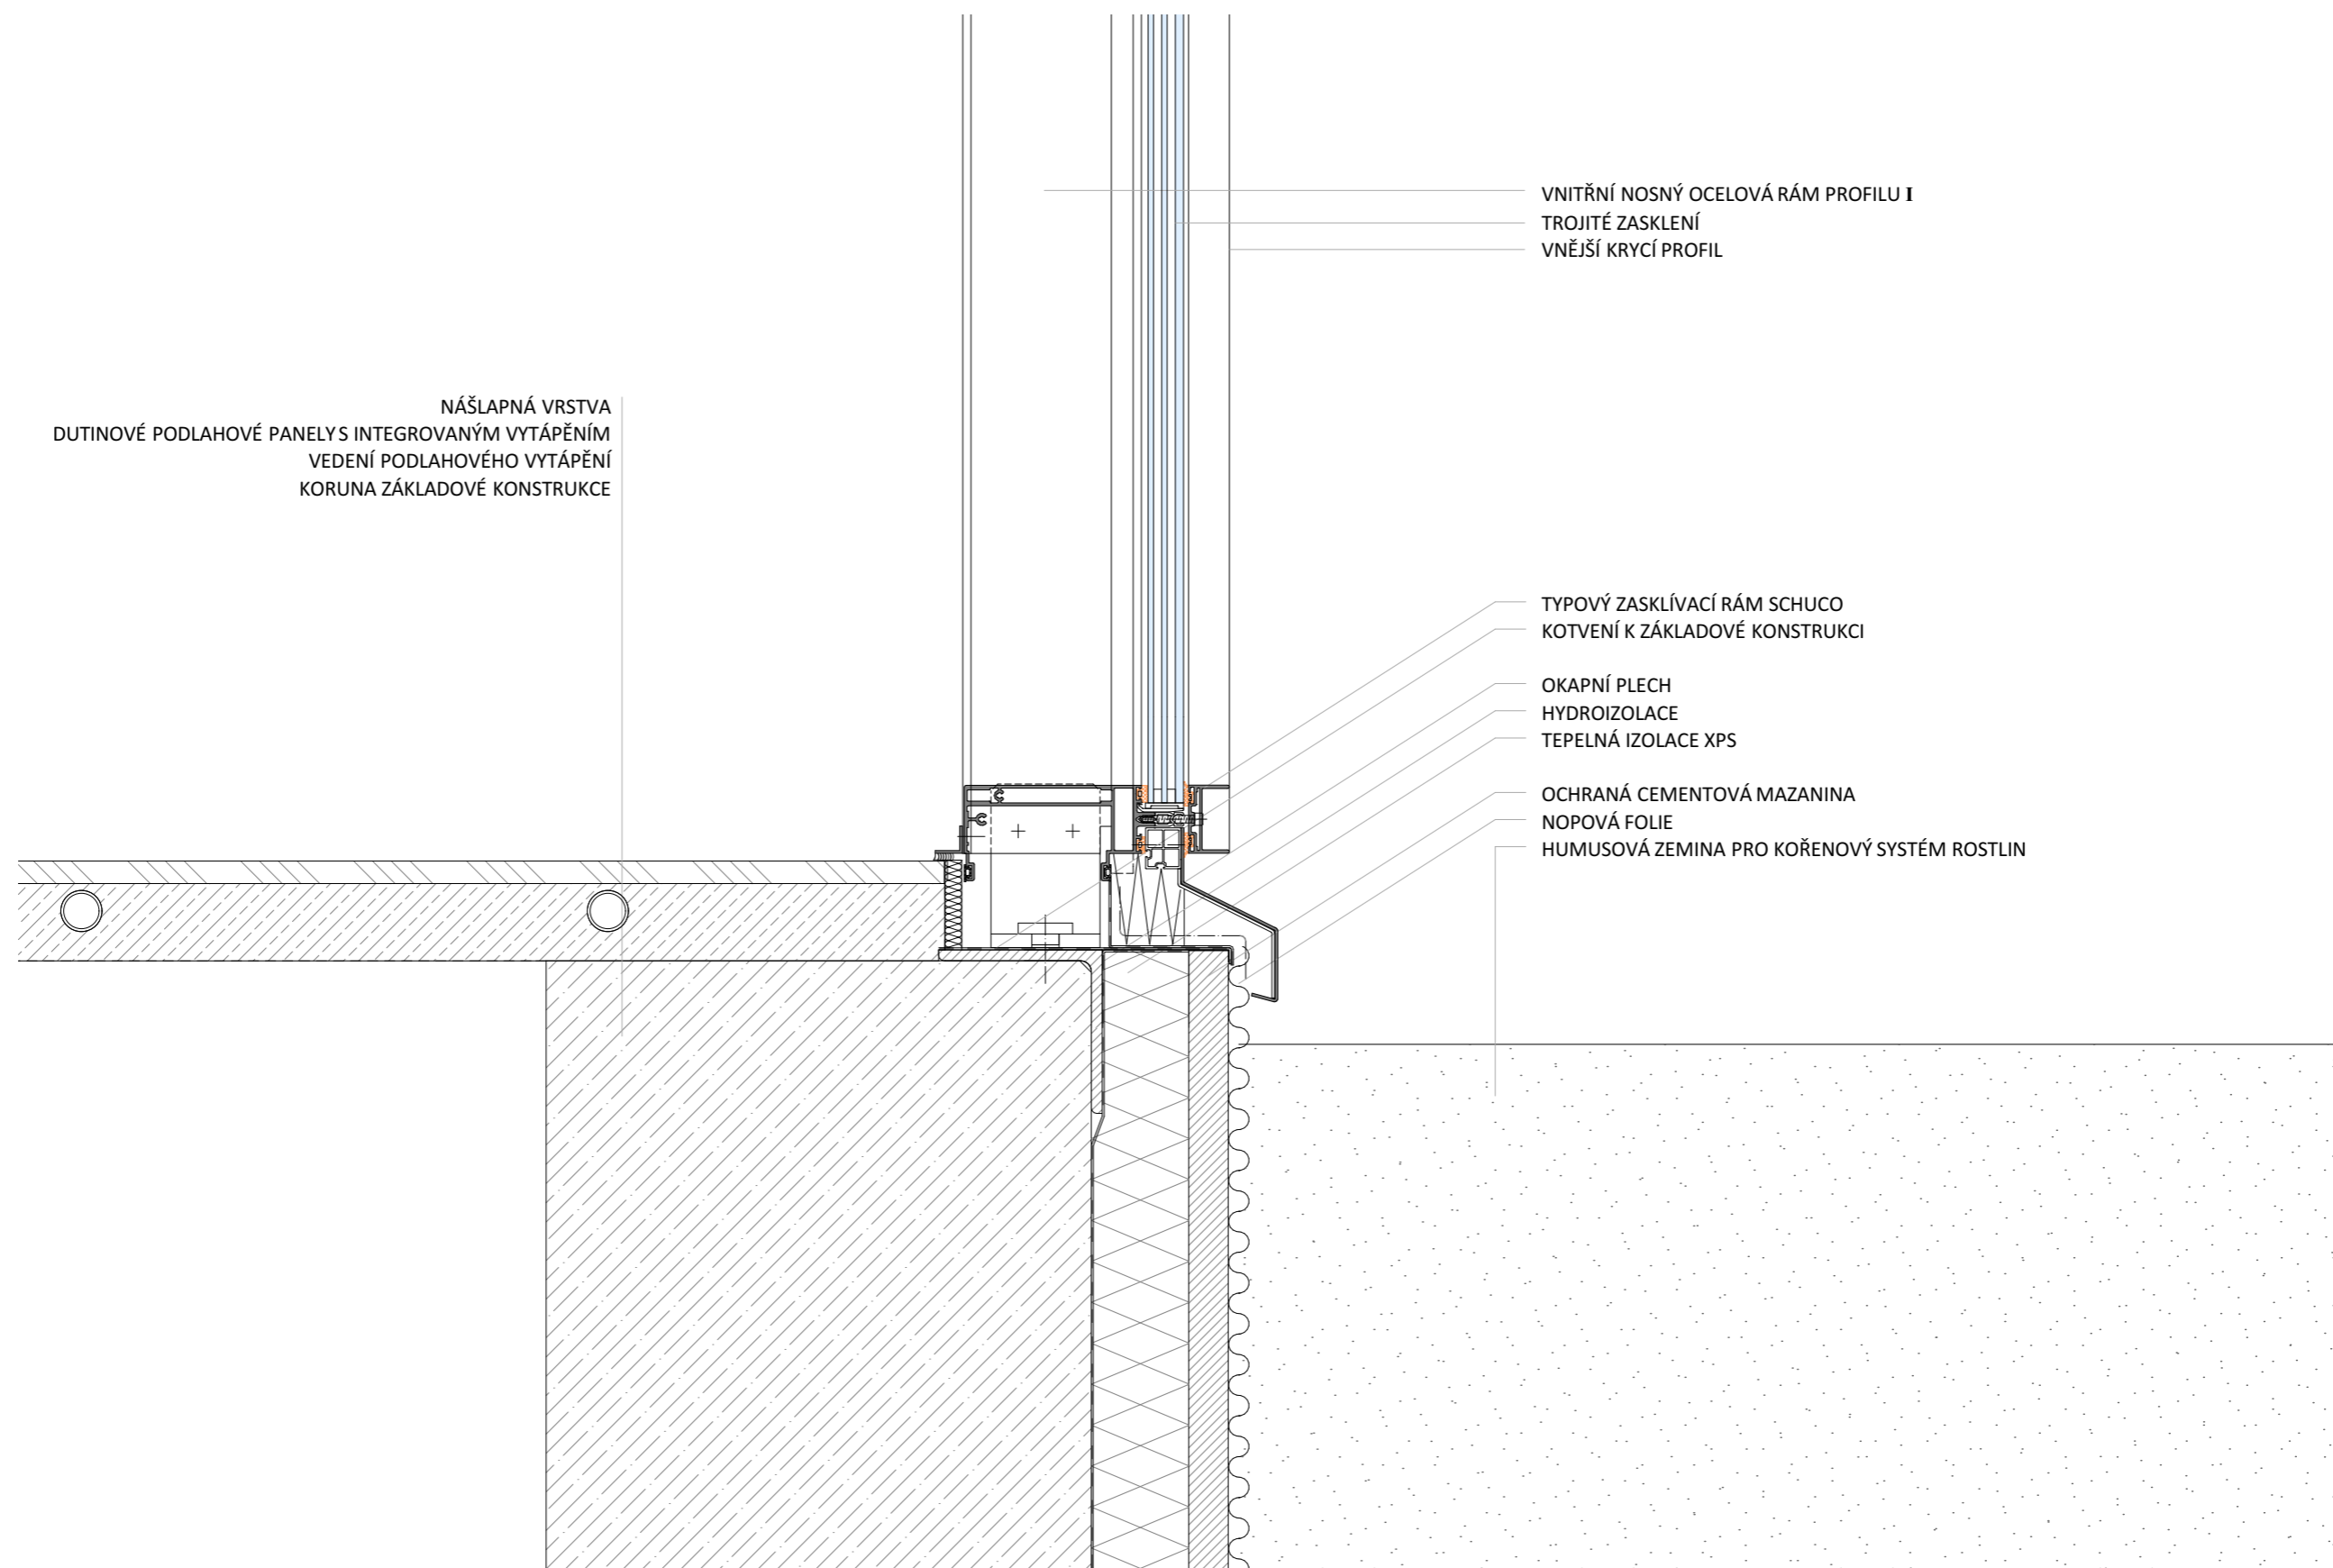 VNITŘNÍ NOSNÝ OCELOVÁ RÁM PROFILU I
TROJITÉ ZASKLENÍ
VNĚJŠÍ KRYCÍ PROFIL
NÁŠLAPNÁ VRSTVA
DUTINOVÉ PODLAHOVÉ PANELY S INTEGROVANÝM VYTÁPĚNÍM
VEDENÍ PODLAHOVÉHO VYTÁPĚNÍ
KORUNA ZÁKLADOVÉ KONSTRUKCE
TYPOVÝ ZASKLÍVACÍ RÁM SCHUCO
KOTVENÍ K ZÁKLADOVÉ KONSTRUKCI
OKAPNÍ PLECH
HYDROIZOLACE
TEPELNÁ IZOLACE XPS
OCHRANÁ CEMENTOVÁ MAZANINA
NOPOVÁ FOLIE
HUMUSOVÁ ZEMINA PRO KOŘENOVÝ SYSTÉM ROSTLIN